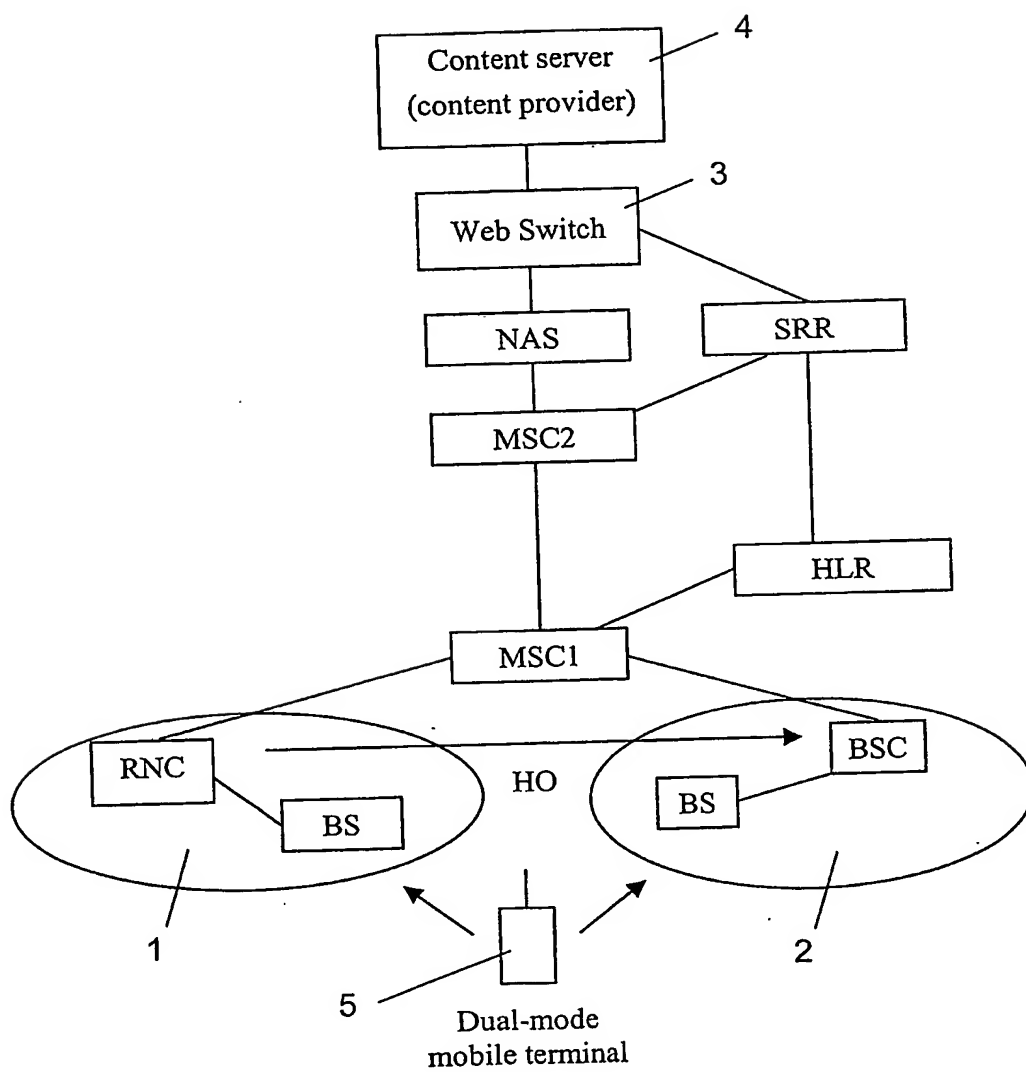 4
Content server
(content provider)
3
Web Switch
NAS
SRR
MSC2
HLR
MSC1
RNC
BSC
HO
BS
BS
1
2
5
Dual-mode
mobile terminal